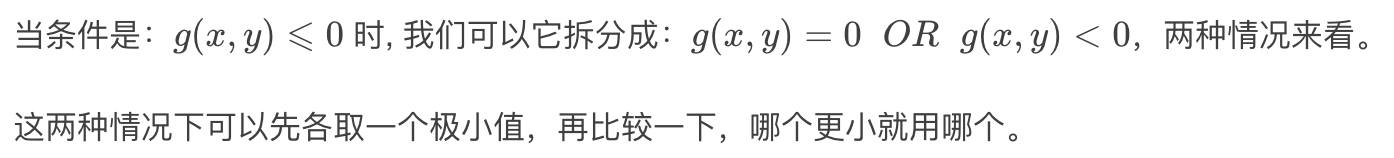 当条件是：g(x, y) ⩽ 0 时, 我们可以它拆分成：g(x, y) = 0 OR g(x, y) < 0，两种情况来看。
这两种情况下可以先各取一个极小值，再比较一下，哪个更小就用哪个。